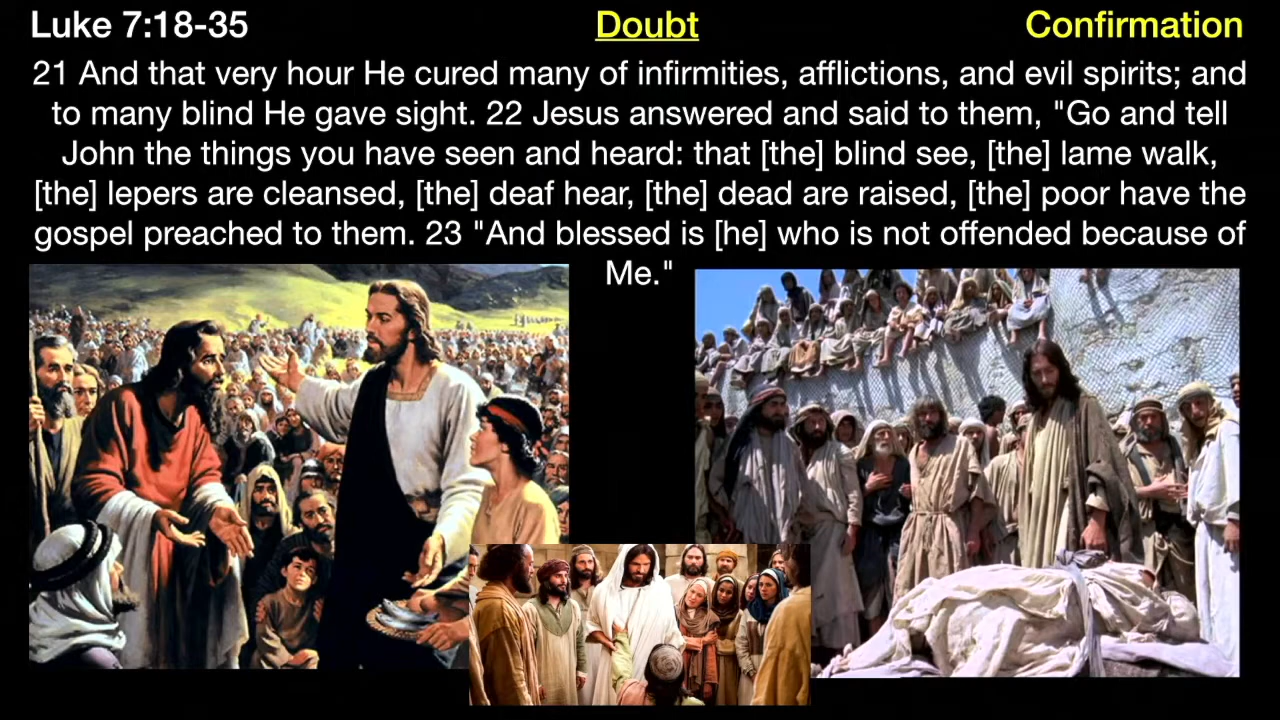 Luke 7:18-35 Doubt Confirmation
21 And that very hour He cured many of infirmities, afflictions, and evil spirits; and
to many blind He gave sight. 22 Jesus answered and said to them, "Go and tell
John the things you have seen and heard: that [the] blind see, [the] lame walk,
[the] lepers are cleansed, [the] deaf hear, [the] dead are raised, [the] poor have the
gospel preached to them. 23 "And blessed is [he] who is not offended because of
Me."